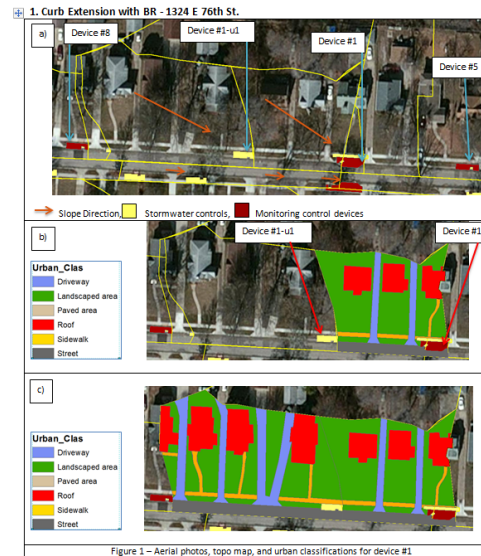 1. Curb Extension with BR - 1324 E 76th St.
a)
Device #8
Device #1-u1
Device #1
Device #5
Slope Direction, Stormwater controls, Monitoring control devices
b)
Device #1-u1
Device #1
Urban_Clas
Driveway
Landscaped area
Paved area
Roof
Sidewalk
Street
c)
Urban_Clas
Driveway
Landscaped area
Paved area
Roof
Sidewalk
Street
Figure 1 – Aerial photos, topo map, and urban classifications for device #1